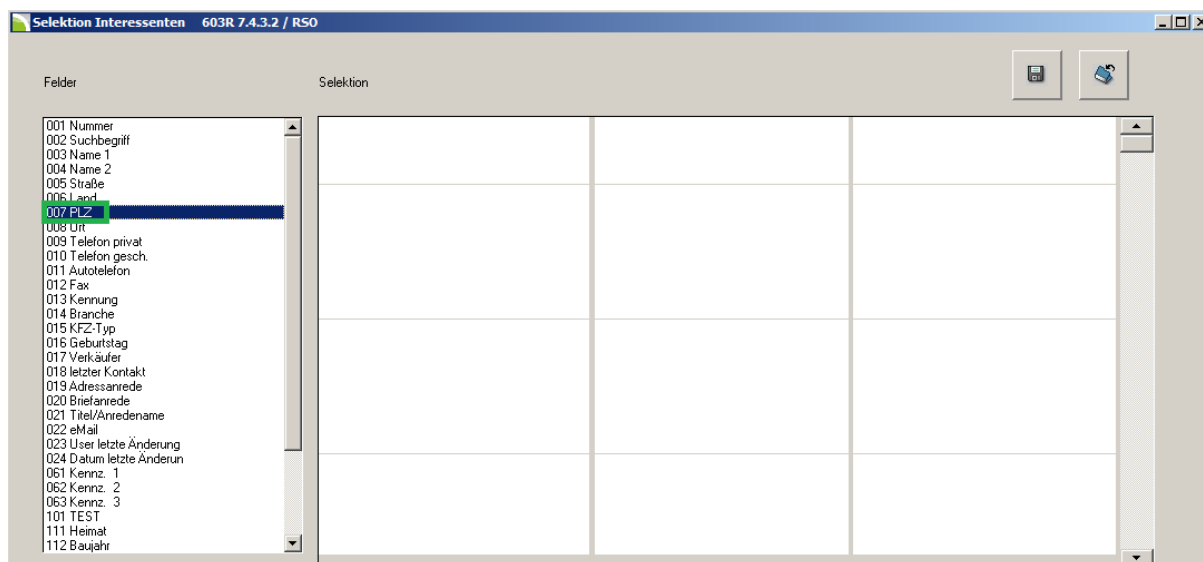 Selektion Interessenten 603R 7.4.3.2 / RSO
Felder
Selektion
001 Nummer
002 Suchbegriff
003 Name 1
004 Name 2
005 Straße
006 Land
007 PLZ
008 Ort
009 Telefon privat
010 Telefon gesch.
011 Autotelefon
012 Fax
013 Kennung
014 Branche
015 KFZ-Typ
016 Geburtstag
017 Verkäufer
018 letzter Kontakt
019 Adressanrede
020 Briefanrede
021 Titel/Anredename
022 eMail
023 User letzte Änderung
024 Datum letzte Änderun
061 Kennz. 1
062 Kennz. 2
063 Kennz. 3
101 TEST
111 Heimat
112 Baujahr